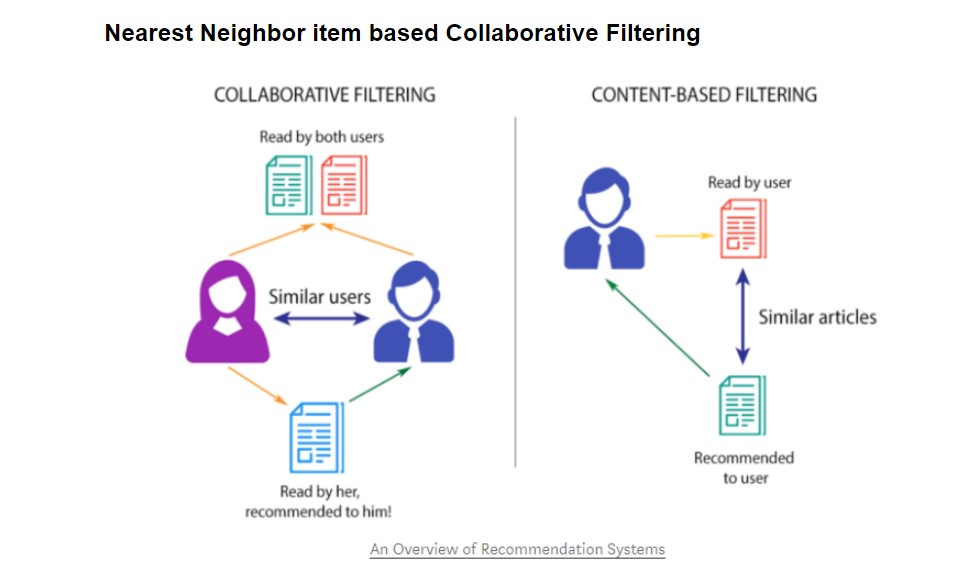 Nearest Neighbor item based Collaborative Filtering
COLLABORATIVE FILTERING
Read by both users
Similar users
Read by her,
recommended to him!
CONTENT-BASED FILTERING
Read by user
Similar articles
Recommended
to user
An Overview of Recommendation Systems